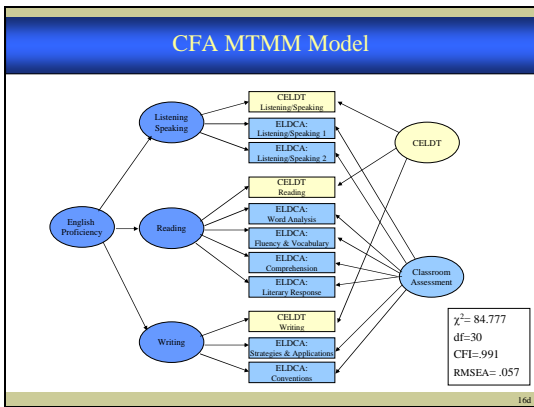 CFA MTMM Model
CELDT
Listening/Speaking
Listening
Speaking
ELDCA:
Listening/Speaking 1
ELDCA:
Listening/Speaking 2
CELDT
CELDT
Reading
ELDCA:
Word Analysis
English
Proficiency
Reading
ELDCA:
Fluency & Vocabulary
ELDCA:
Comprehension
ELDCA:
Literary Response
Classroom
Assessment
CELDT
Writing
Writing
ELDCA:
Strategies & Applications
ELDCA:
Conventions
χ²= 84.777
df=30
CFI=.991
RMSEA= .057
16d